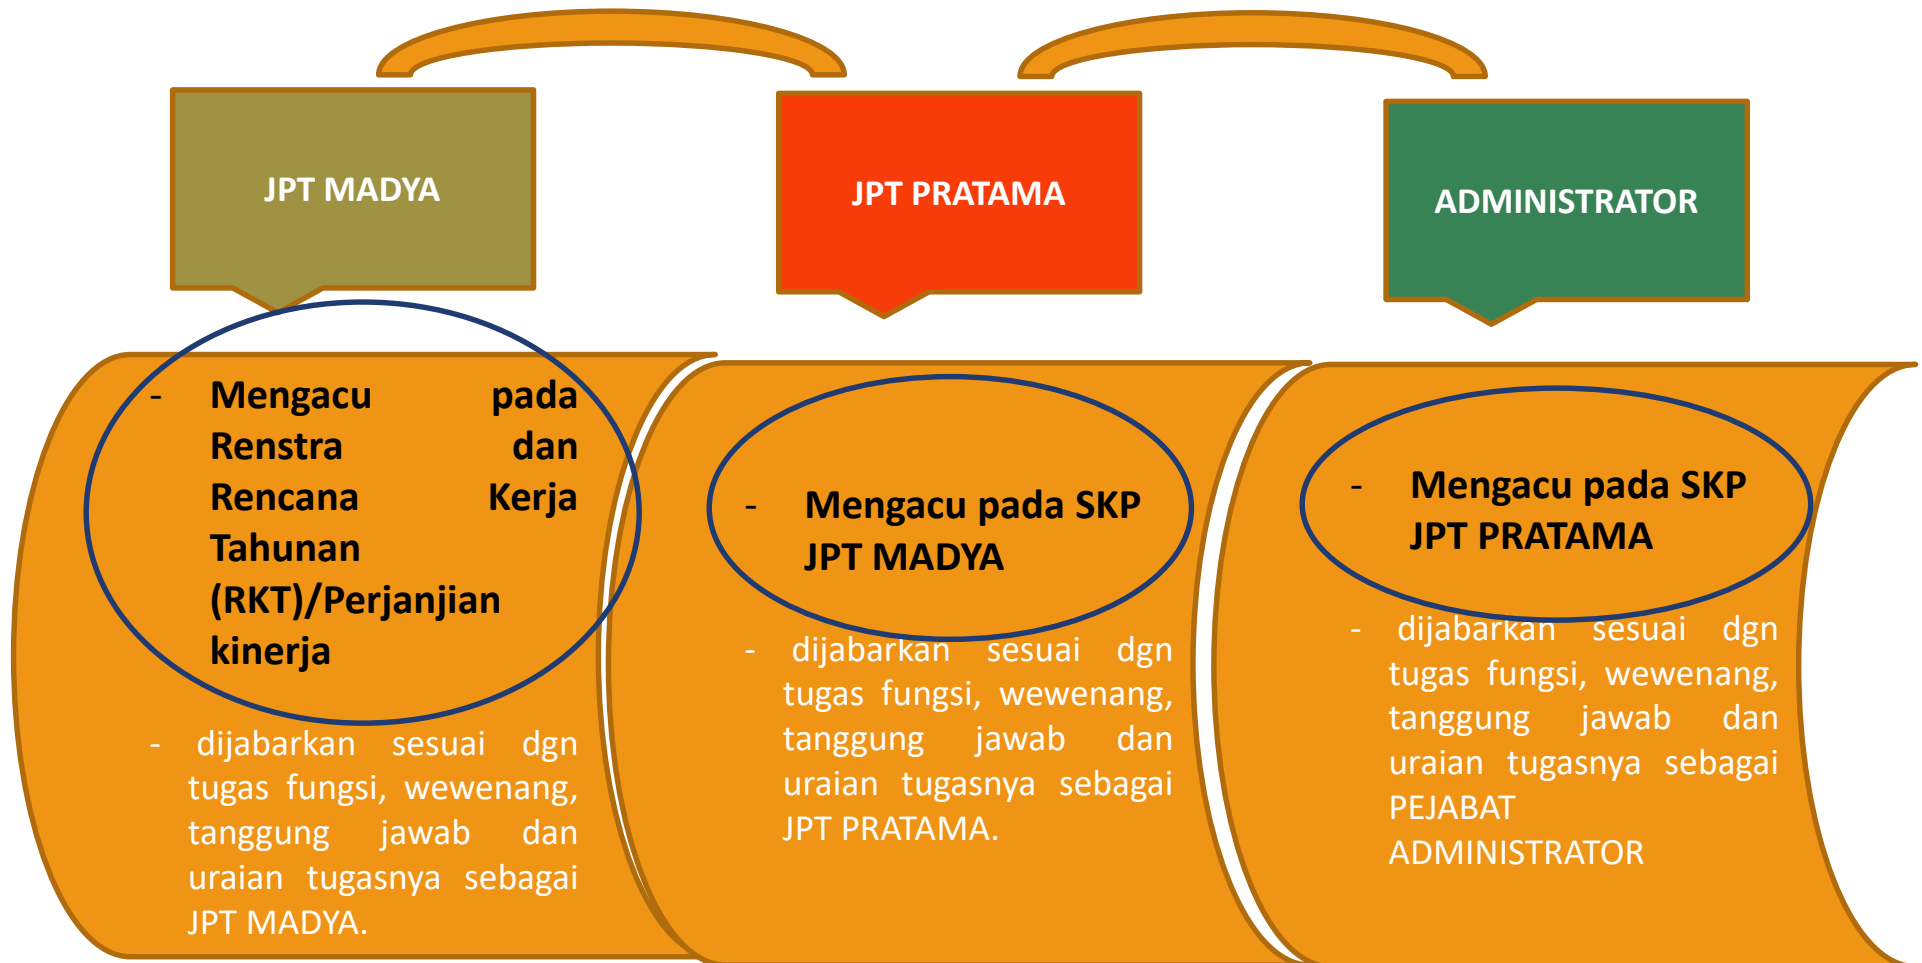 JPT MADYA
JPT PRATAMA
ADMINISTRATOR
- Mengacu pada
Renstra dan
Rencana Kerja
Tahunan
(RKT)/Perjanjian
kinerja
- dijabarkan sesuai dgn
tugas fungsi, wewenang,
tanggung jawab dan
uraian tugasnya sebagai
JPT MADYA.
- Mengacu pada SKP
JPT MADYA
- dijabarkan sesuai dgn
tugas fungsi, wewenang,
tanggung jawab dan
uraian tugasnya sebagai
JPT PRATAMA.
- Mengacu pada SKP
JPT PRATAMA
- dijabarkan sesuai dgn
tugas fungsi, wewenang,
tanggung jawab dan
uraian tugasnya sebagai
PEJABAT
ADMINISTRATOR